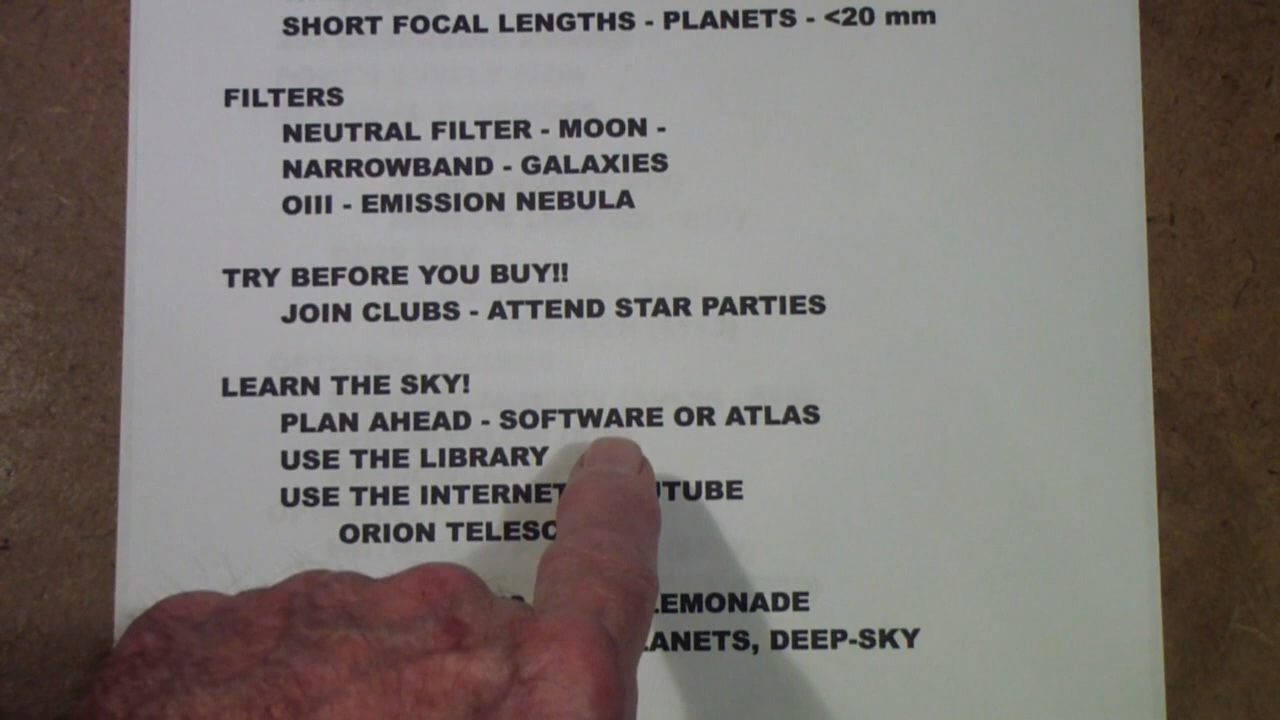 SHORT FOCAL LENGTHS - PLANETS - <20 mm
FILTERS
NEUTRAL FILTER - MOON -
NARROWBAND - GALAXIES
OIII - EMISSION NEBULA
TRY BEFORE YOU BUY!!
JOIN CLUBS - ATTEND STAR PARTIES
LEARN THE SKY!
PLAN AHEAD - SOFTWARE OR ATLAS
USE THE LIBRARY
USE THE INTERNET UTUBE
ORION TELESC
LEMONADE
LANETS, DEEP-SKY